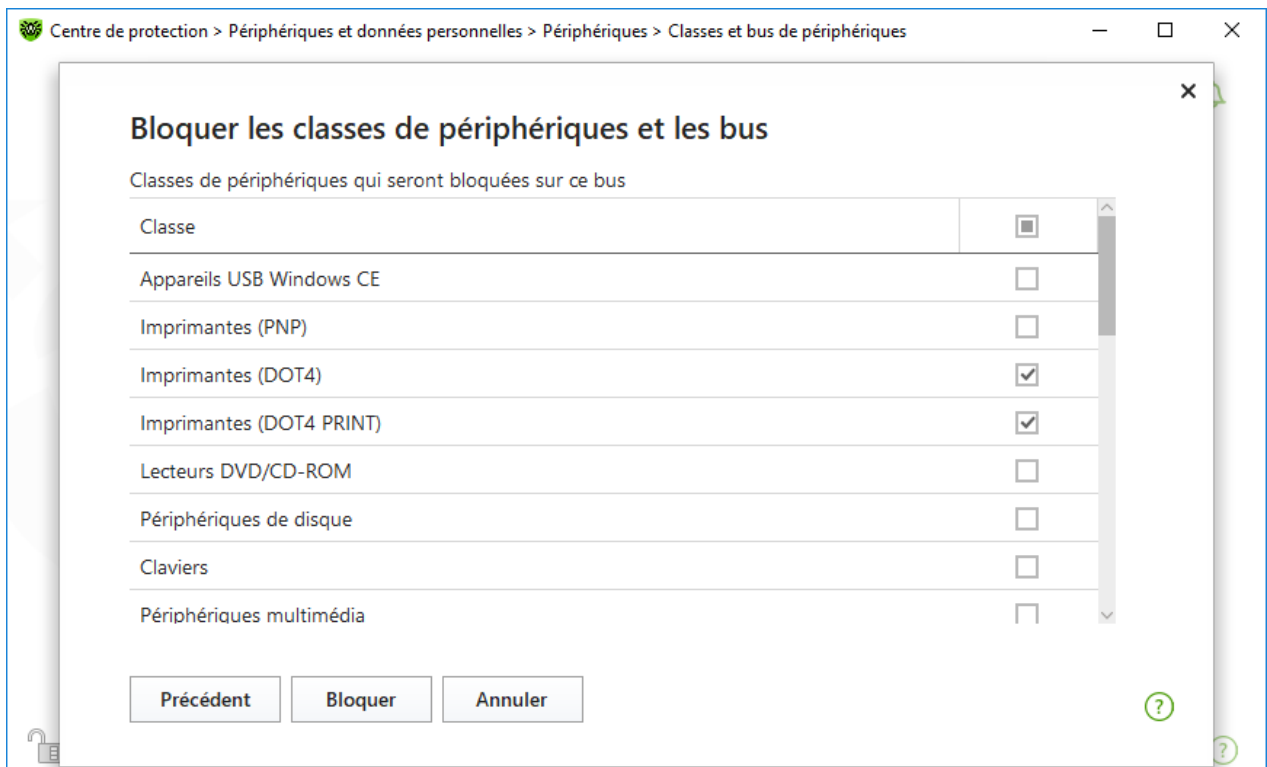 Centre de protection > Périphériques et données personnelles > Périphériques > Classes et bus de périphériques
Bloquer les classes de périphériques et les bus
Classes de périphériques qui seront bloquées sur ce bus
Classe
Appareils USB Windows CE
Imprimantes (PNP)
Imprimantes (DOT4)
Imprimantes (DOT4 PRINT)
Lecteurs DVD/CD-ROM
Périphériques de disque
Claviers
Périphériques multimédia
Précédent Bloquer Annuler
?
?